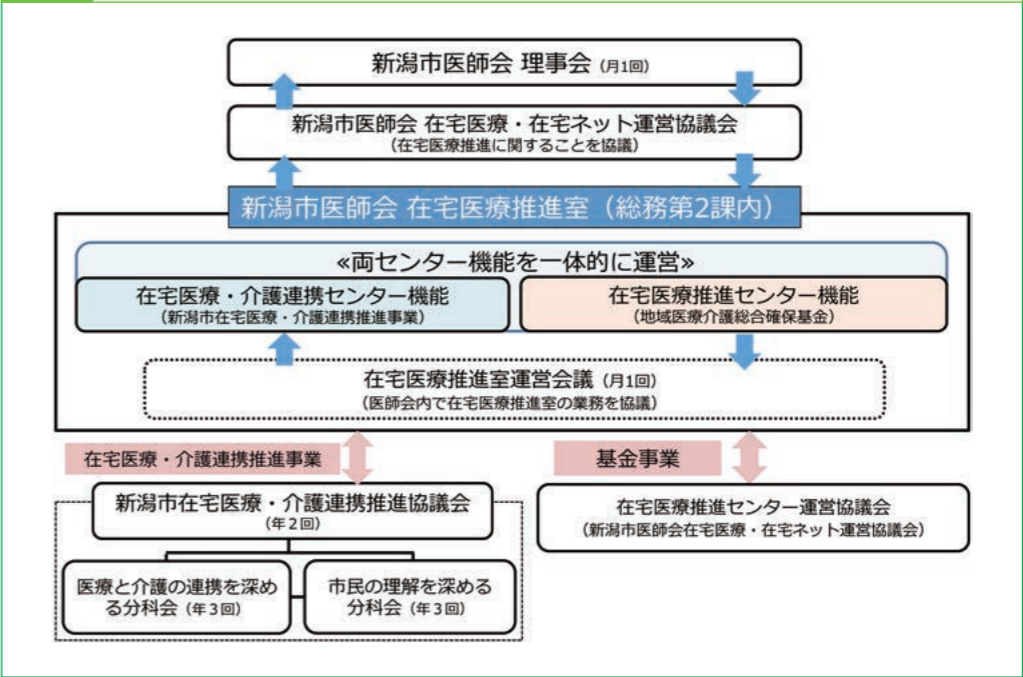 新潟市医師会 理事会（月1回）
新潟市医師会 在宅医療・在宅ネット運営協議会
（在宅医療推進に関することを協議）
新潟市医師会 在宅医療推進室（総務第2課内）
≪両センター機能を一体的に運営≫
在宅医療・介護連携センター機能
（新潟市在宅医療・介護連携推進事業）
在宅医療推進センター機能
（地域医療介護総合確保基金）
在宅医療推進室運営会議（月1回）
（医師会内で在宅医療推進室の業務を協議）
在宅医療・介護連携推進事業
基金事業
新潟市在宅医療・介護連携推進協議会
（年２回）
在宅医療推進センター運営協議会
（新潟市医師会在宅医療・在宅ネット運営協議会）
医療と介護の連携を深め
る分科会（年３回）
市民の理解を深める
分科会（年３回）